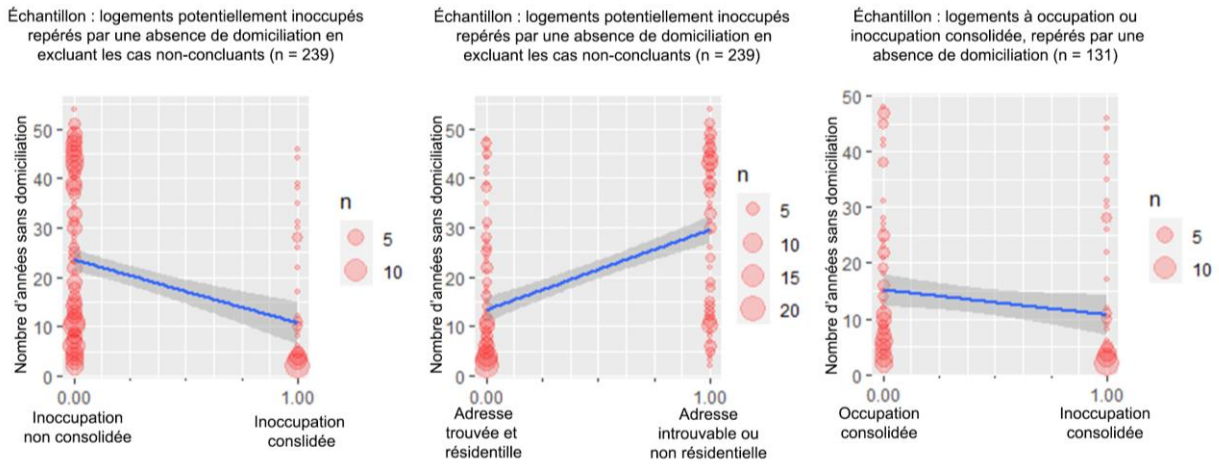 Échantillon : logements potentiellement inoccupés
repérés par une absence de domiciliation en
excluant les cas non-concluants (n = 239)
Nombre d'années sans domiciliation
50
40
30
20
10
0
0.00
1.00
Inoccupation
non consolidée
Inoccupation
conslidée
n
5
10
Échantillon : logements potentiellement inoccupés
repérés par une absence de domiciliation en
excluant les cas non-concluants (n = 239)
Nombre d'années sans domiciliation
50
40
30
20
10
0
0.00
1.00
Adresse
trouvée et
résidentille
Adresse
introuvable ou
non résidentielle
n
5
10
15
20
Échantillon : logements à occupation ou
inoccupation consolidée, repérés par une
absence de domiciliation (n = 131)
Nombre d'années sans domiciliation
50
40
30
20
10
0
0.00
1.00
Occupation
consolidée
Inoccupation
consolidée
n
5
10